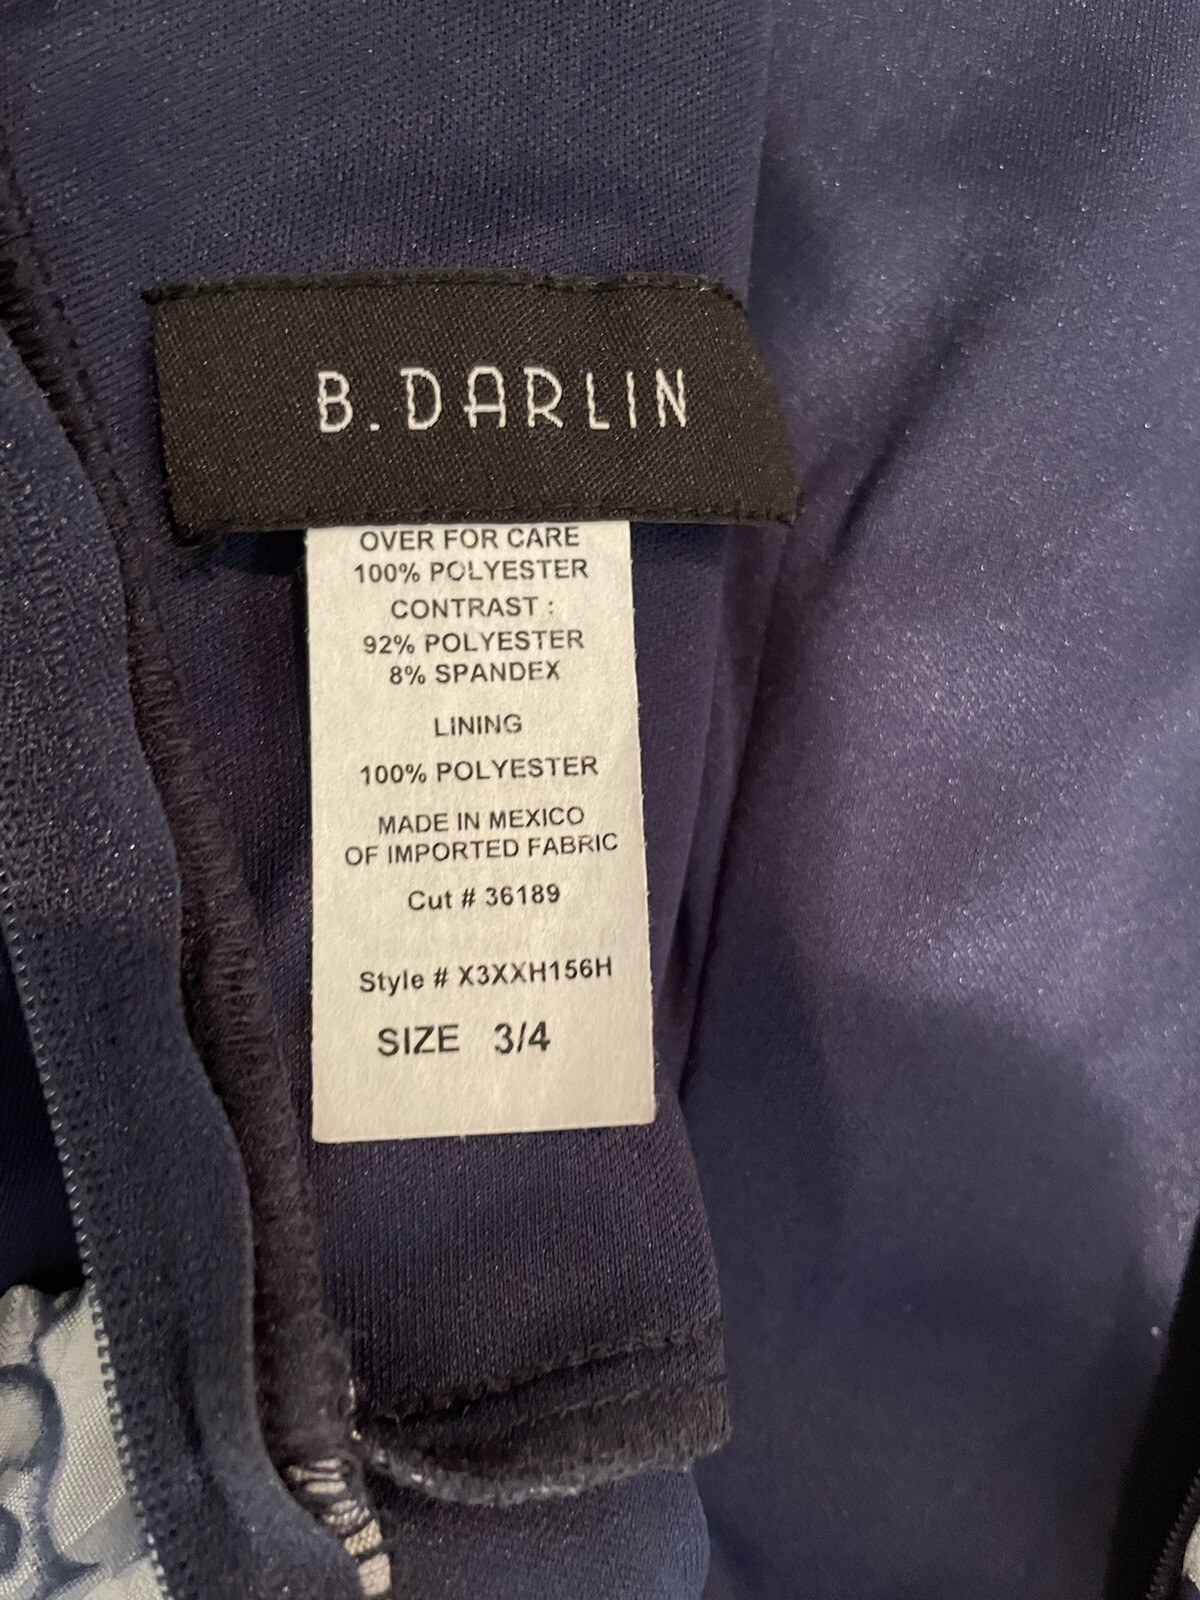 B. DARLIN
OVER FOR CARE
100% POLYESTER
CONTRAST :
92% POLYESTER
8% SPANDEX
LINING
100% POLYESTER
MADE IN MEXICO
OF IMPORTED FABRIC
Cut # 36189
Style # X3XXH156H
SIZE 3/4